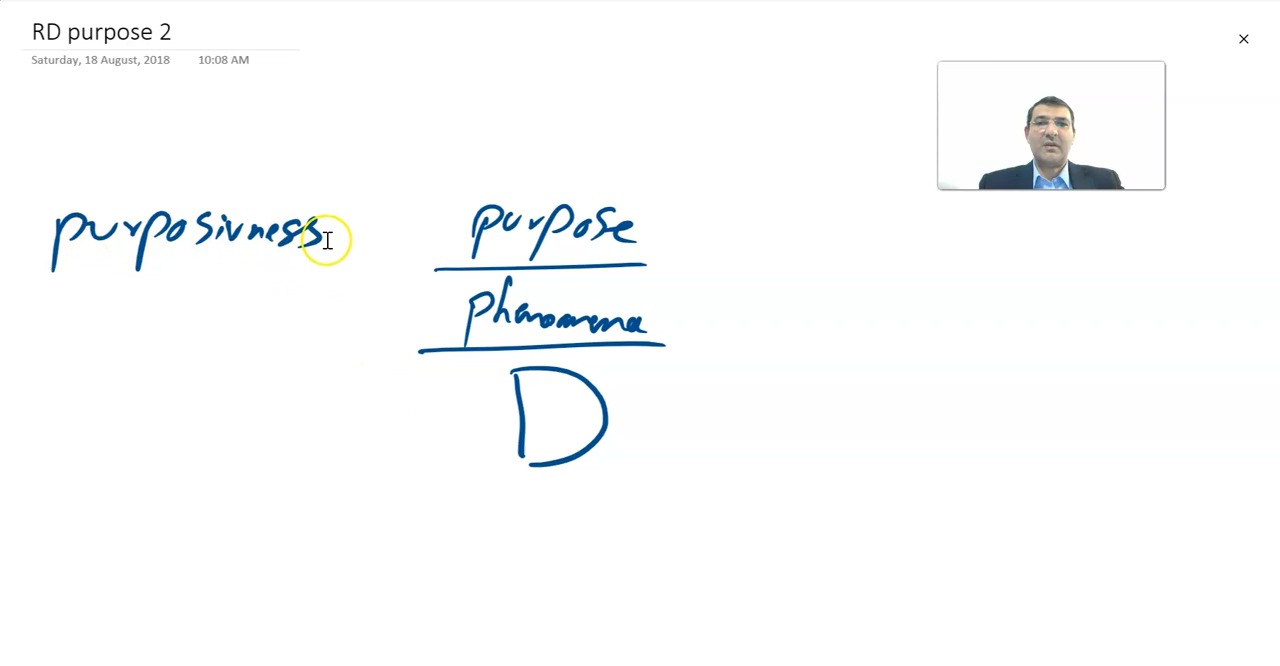 RD purpose 2
Saturday, 18 August, 2018 10:08 AM
purposivness
purpose
phenomena
D